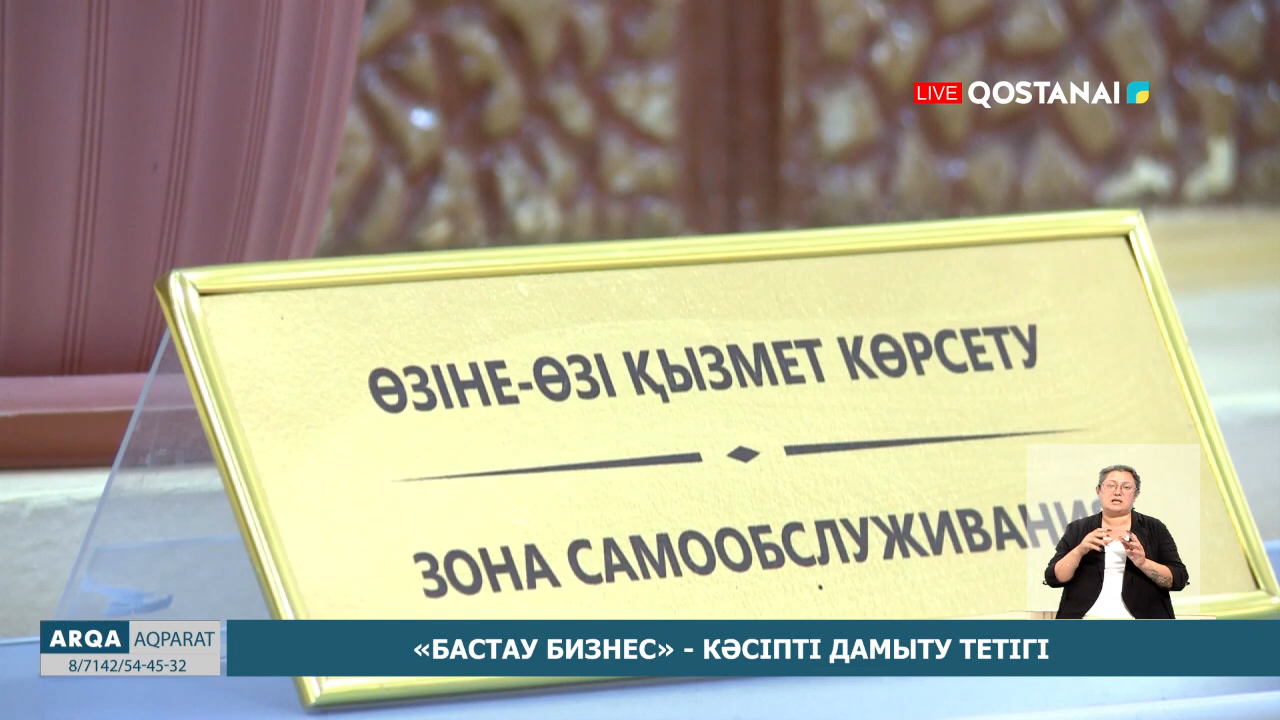 LIVE QOSTANAI
ӨЗІНЕ-ӨЗІ ҚЫЗМЕТ КӨРСЕТУ
ЗОНА САМООБСЛУЖИВАНИЯ
ARQA AQPARAT
8/7142/54-45-32
«БАСТАУ БИЗНЕС» - КӘСІПТІ ДАМЫТУ ТЕТІГІ